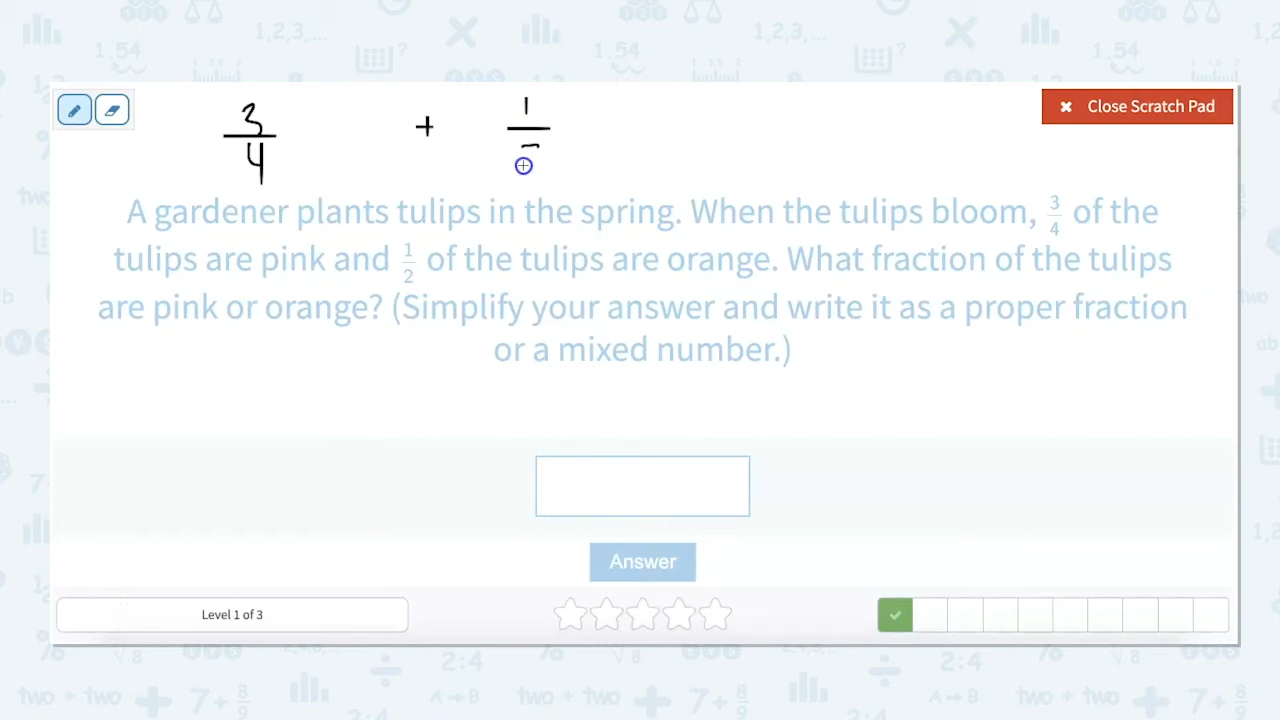 Close Scratch Pad
3/4 + 1/
A gardener plants tulips in the spring. When the tulips bloom, 3/4 of the
tulips are pink and 1/2 of the tulips are orange. What fraction of the tulips
are pink or orange? (Simplify your answer and write it as a proper fraction
or a mixed number.)
Answer
Level 1 of 3